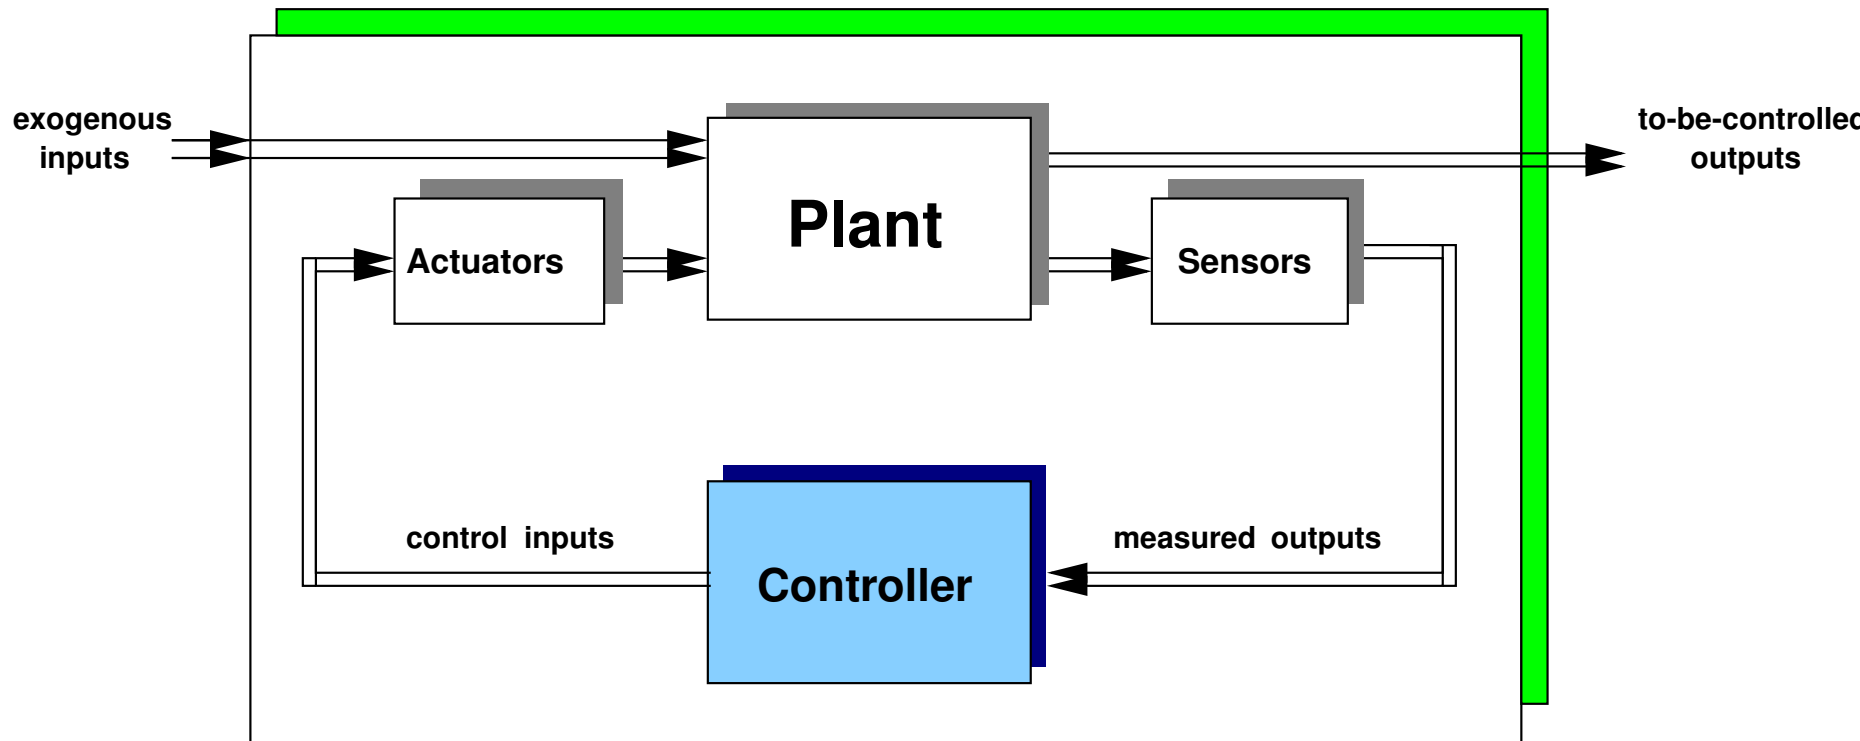 exogenous
inputs
to-be-controlled
outputs
Plant
Actuators
Sensors
control inputs
measured outputs
Controller